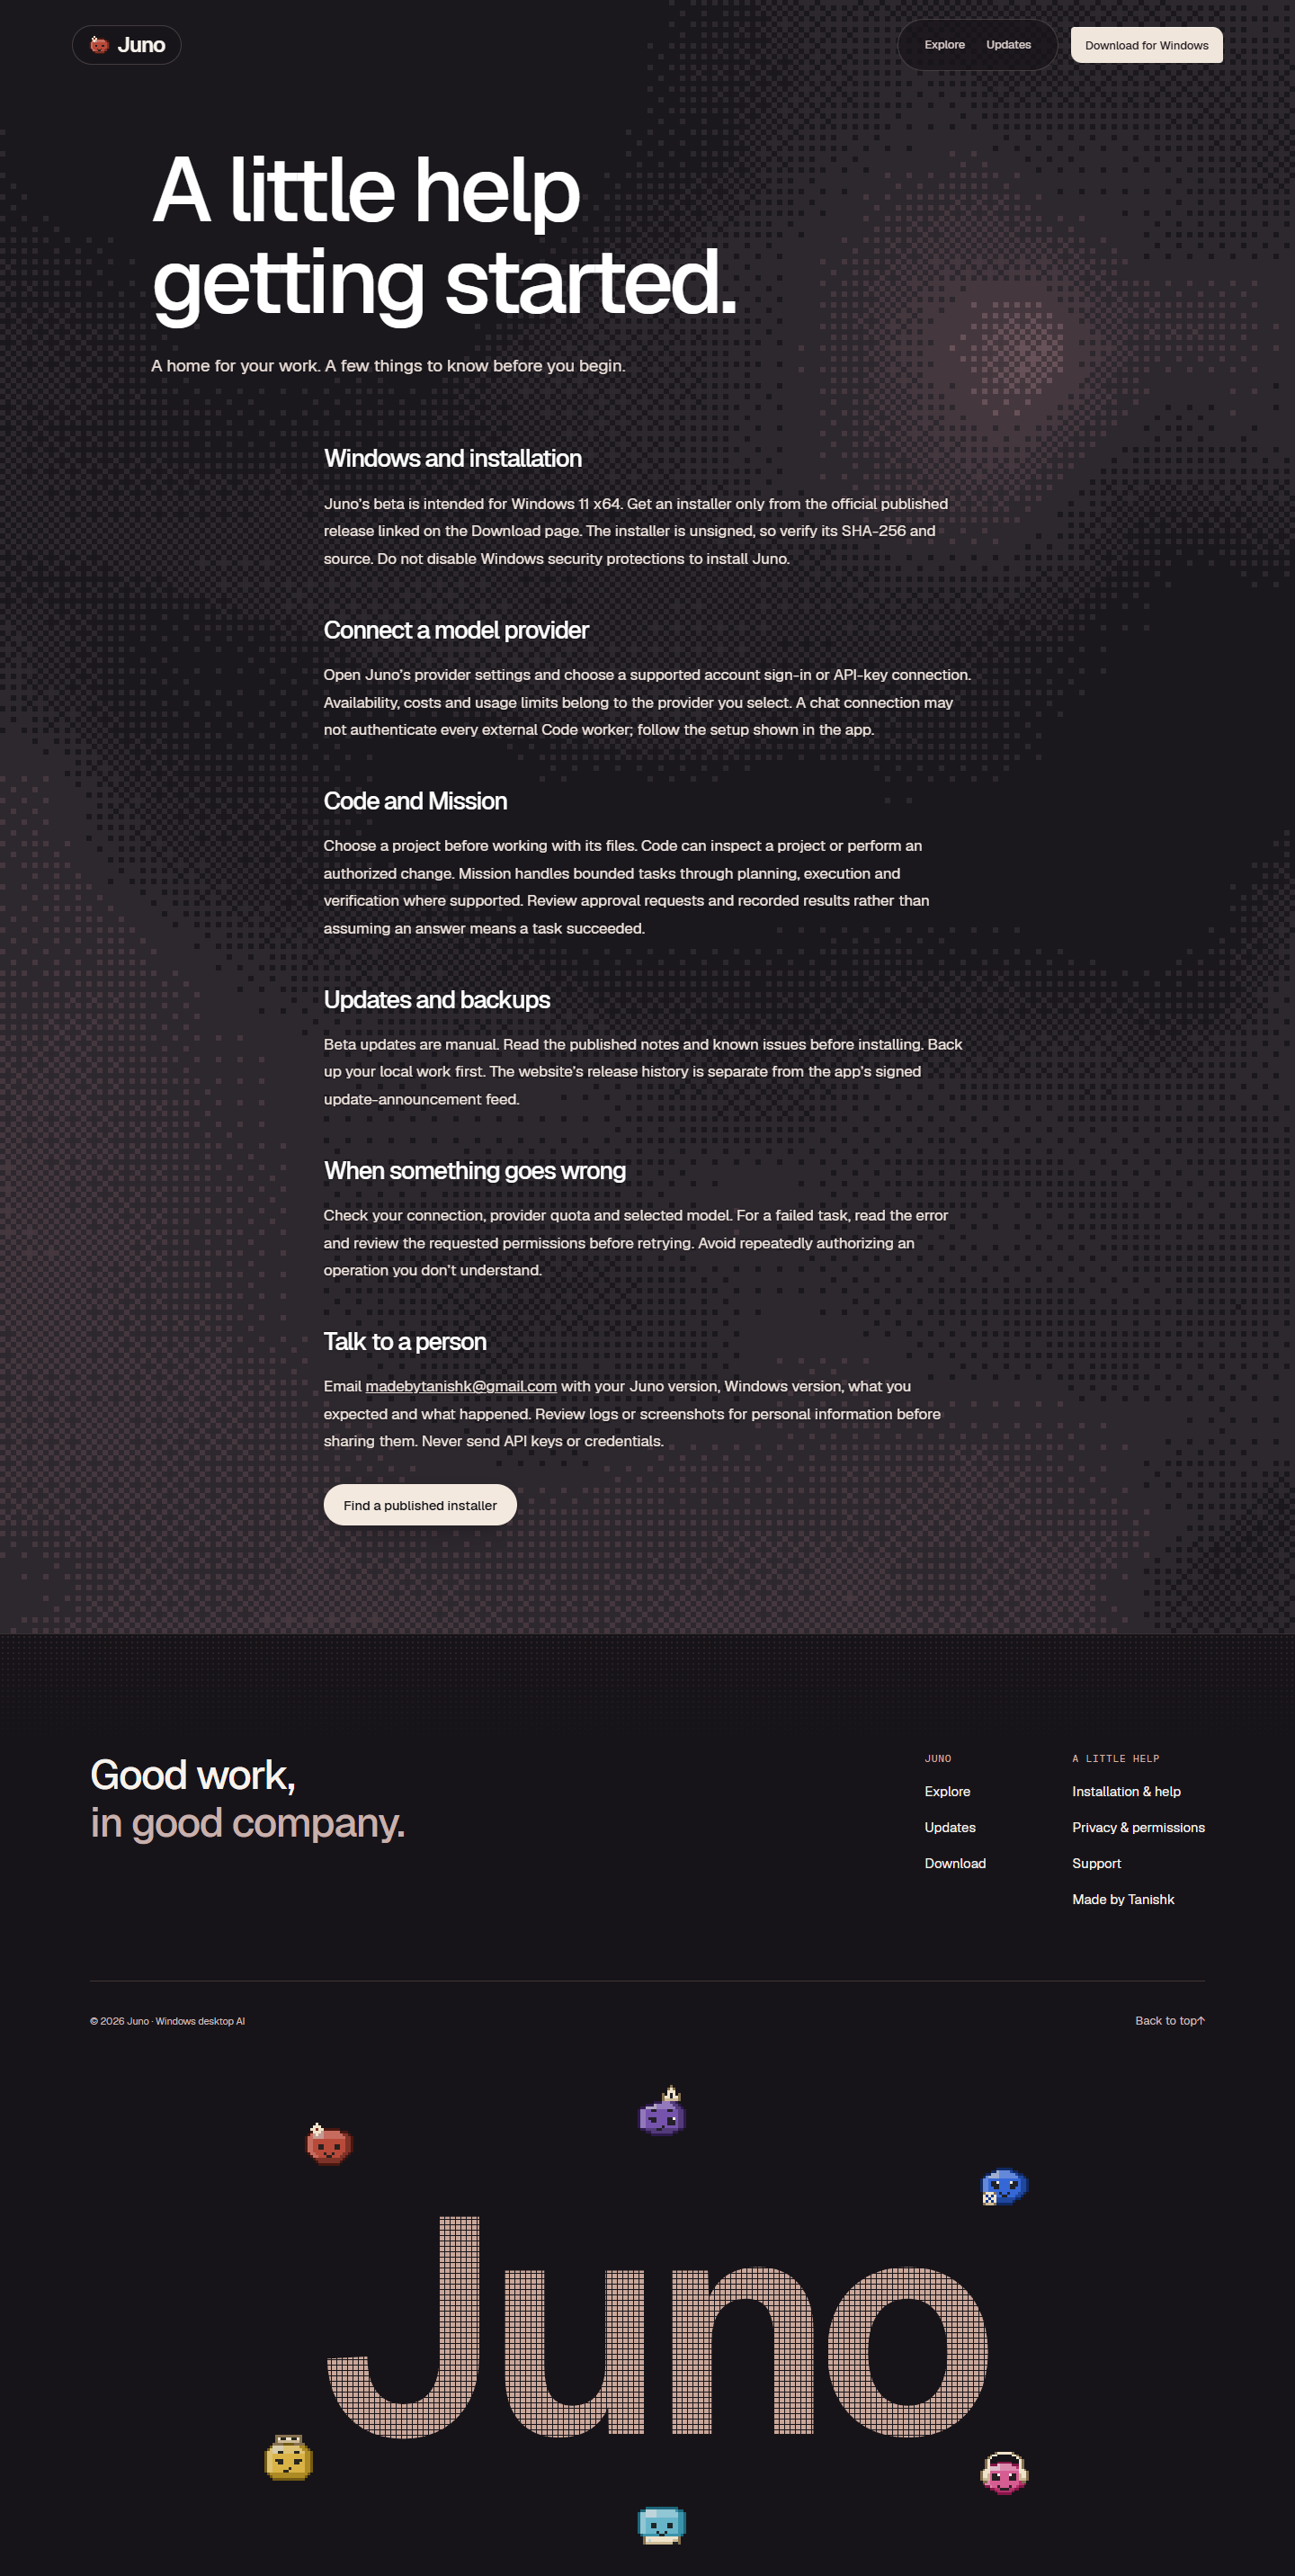 Juno
Explore
Updates
Download for Windows
A little help
getting started.
A home for your work. A few things to know before you begin.
Windows and installation
Juno's beta is intended for Windows 11 x64. Get an installer only from the official published
release linked on the Download page. The installer is unsigned, so verify its SHA-256 and
source. Do not disable Windows security protections to install Juno.
Connect a model provider
Open Juno's provider settings and choose a supported account sign-in or API-key connection.
Availability, costs and usage limits belong to the provider you select. A chat connection may
not authenticate every external Code worker; follow the setup shown in the app.
Code and Mission
Choose a project before working with its files. Code can inspect a project or perform an
authorized change. Mission handles bounded tasks through planning, execution and
verification where supported. Review approval requests and recorded results rather than
assuming an answer means a task succeeded.
Updates and backups
Beta updates are manual. Read the published notes and known issues before installing. Back
up your local work first. The website's release history is separate from the app's signed
update-announcement feed.
When something goes wrong
Check your connection, provider quota and selected model. For a failed task, read the error
and review the requested permissions before retrying. Avoid repeatedly authorizing an
operation you don't understand.
Talk to a person
Email madebytanishk@gmail.com with your Juno version, Windows version, what you
expected and what happened. Review logs or screenshots for personal information before
sharing them. Never send API keys or credentials.
Find a published installer
Good work,
in good company.
JUNO
Explore
Updates
Download
A LITTLE HELP
Installation & help
Privacy & permissions
Support
Made by Tanishk
© 2026 Juno · Windows desktop AI
Back to top↑
Juno